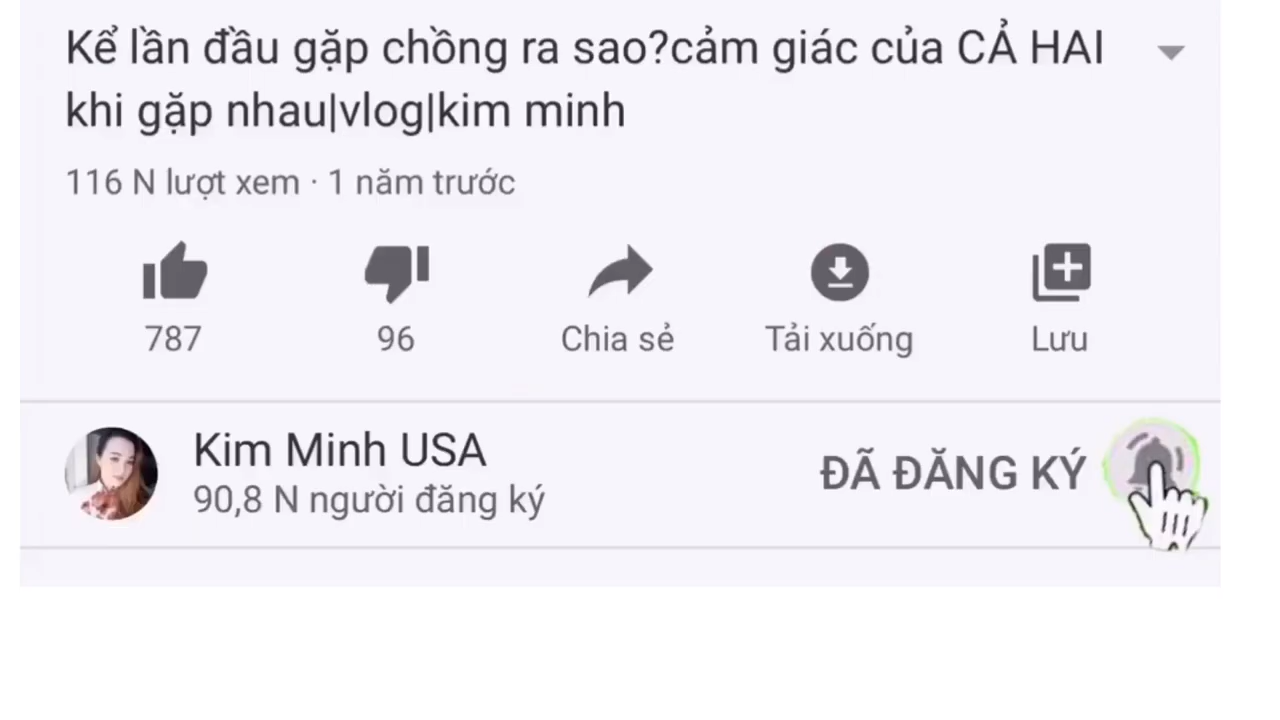 Kể lần đầu gặp chồng ra sao?cảm giác của CẢ HAI
khi gặp nhau|vlog|kim minh
116 N lượt xem · 1 năm trước
787
96
Chia sẻ
Tải xuống
Lưu
Kim Minh USA
90,8 N người đăng ký
ĐÃ ĐĂNG KÝ